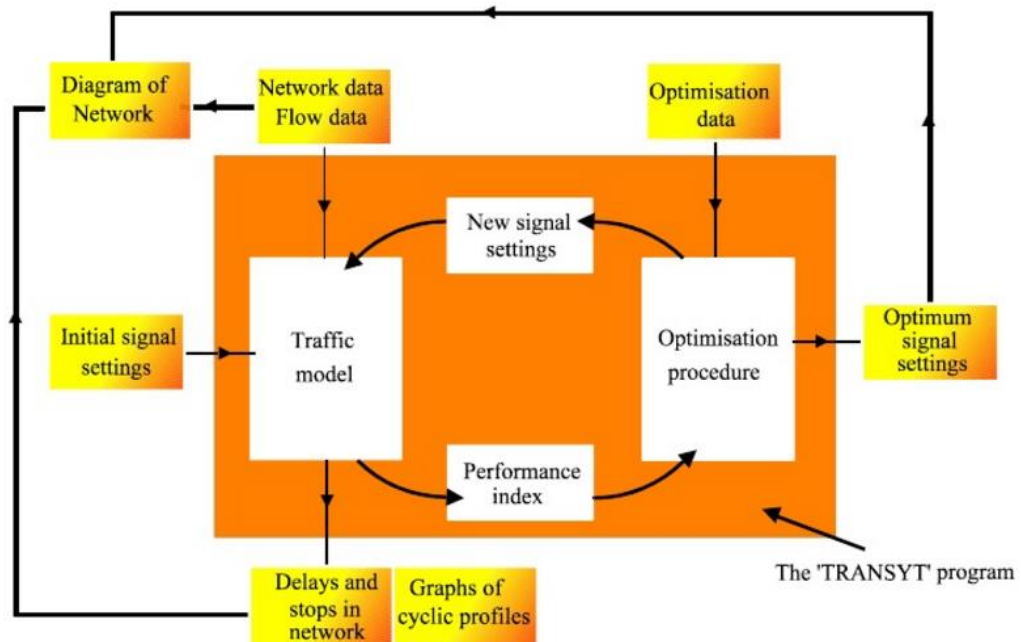 Diagram of
Network
Network data
Flow data
Optimisation
data
New signal
settings
Initial signal
settings
Traffic
model
Optimisation
procedure
Optimum
signal
settings
Performance
index
Delays and
stops in
network
Graphs of
cyclic profiles
The 'TRANSYT' program